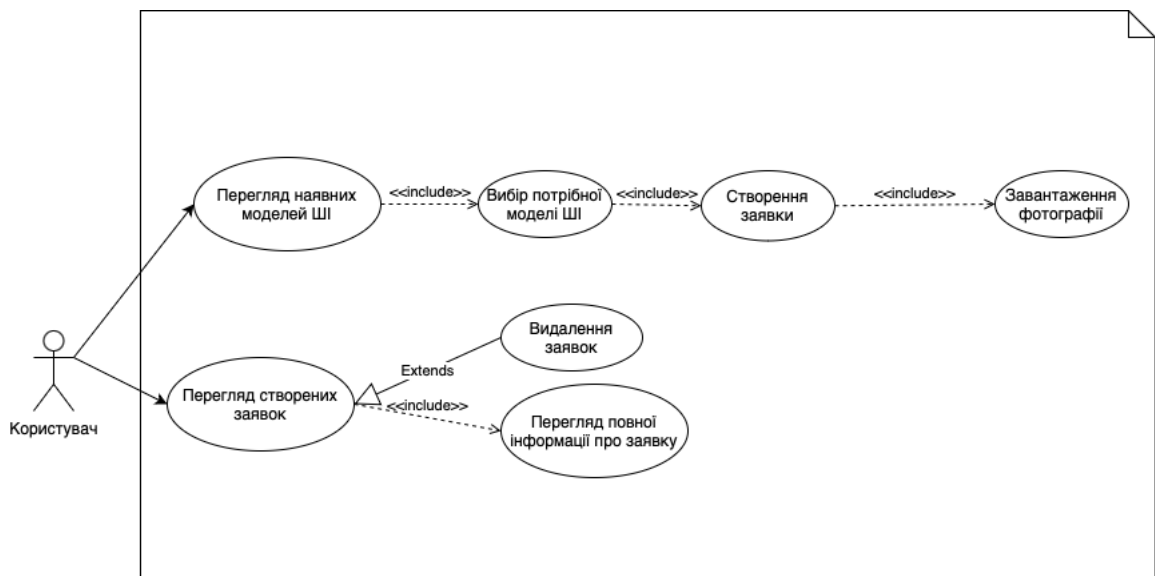 Перегляд наявних
моделей ШІ
<<include>>
Вибір потрібної
моделі ШІ
<<include>>
Створення
заявки
<<include>>
Завантаження
фотографії
Видалення
заявок
Extends
Перегляд створених
заявок
<<include>>
Перегляд повної
інформації про заявку
Користувач